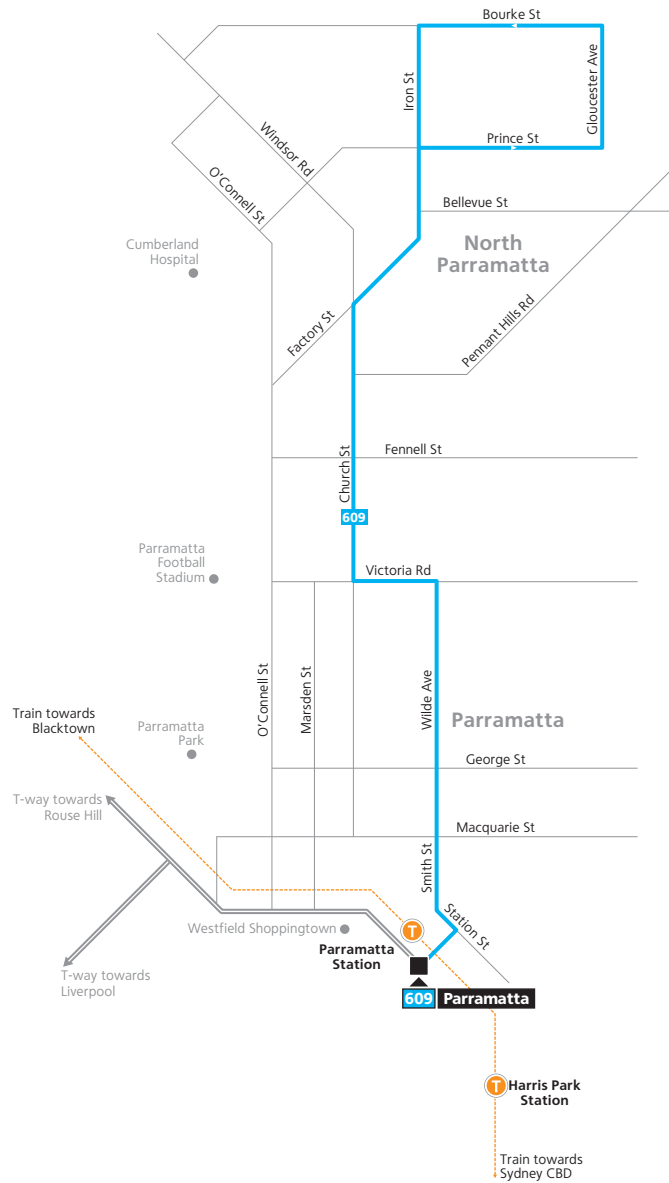 Bourke St
Iron St
Gloucester Ave
Windsor Rd
Prince St
O'Connell St
Bellevue St
Cumberland
Hospital
North
Parramatta
Factory St
Pennant Hills Rd
Fennell St
Church St
609
Parramatta
Football
Stadium
Victoria Rd
O'Connell St
Marsden St
Wilde Ave
Train towards
Blacktown
Parramatta
Park
Parramatta
George St
T-way towards
Rouse Hill
Macquarie St
Smith St
Station St
Westfield Shoppingtown
T
Parramatta
Station
T-way towards
Liverpool
609 Parramatta
T
Harris Park
Station
Train towards
Sydney CBD